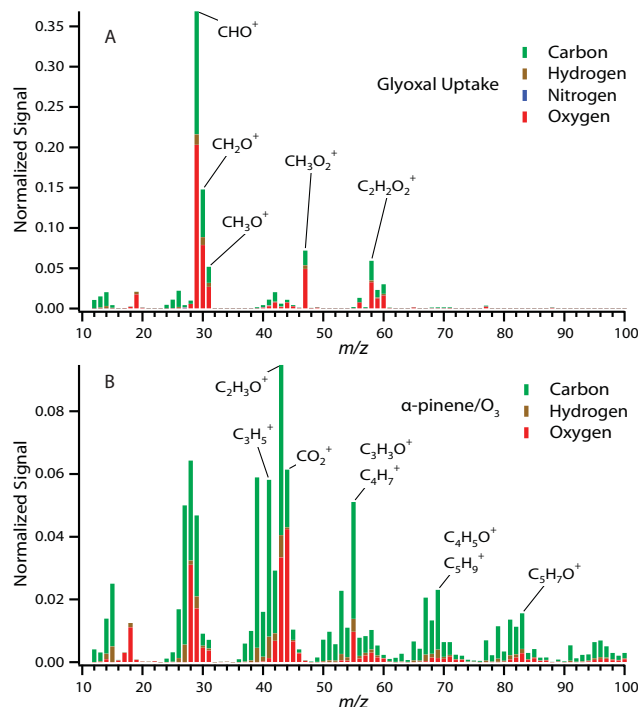 A
CHO⁺
Carbon
Hydrogen
Nitrogen
Oxygen
Glyoxal Uptake
CH₂O⁺
CH₃O⁺
CH₃O₂⁺
C₂H₂O₂⁺
Normalized Signal
0.35
0.30
0.25
0.20
0.15
0.10
0.05
0.00
10 20 30 40 50 60 70 80 90 100
m/z
B
C₂H₃O⁺
C₃H₅⁺
CO₂⁺
C₃H₃O⁺
C₄H₇⁺
α-pinene/O₃
Carbon
Hydrogen
Oxygen
C₄H₅O⁺
C₅H₉⁺
C₅H₇O⁺
Normalized Signal
0.08
0.06
0.04
0.02
0.00
10 20 30 40 50 60 70 80 90 100
m/z